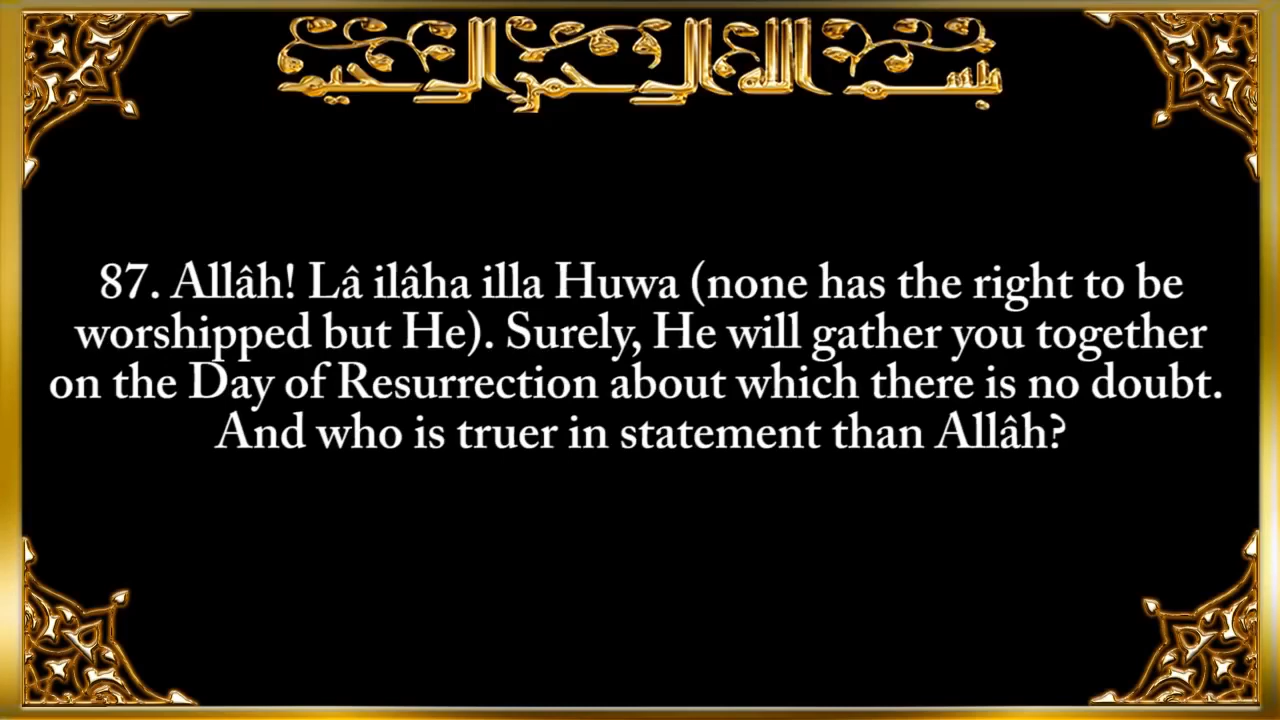 بسم الله الرحمن الرحيم
87. Allâh! Lâ ilâha illa Huwa (none has the right to be
worshipped but He). Surely, He will gather you together
on the Day of Resurrection about which there is no doubt.
And who is truer in statement than Allâh?